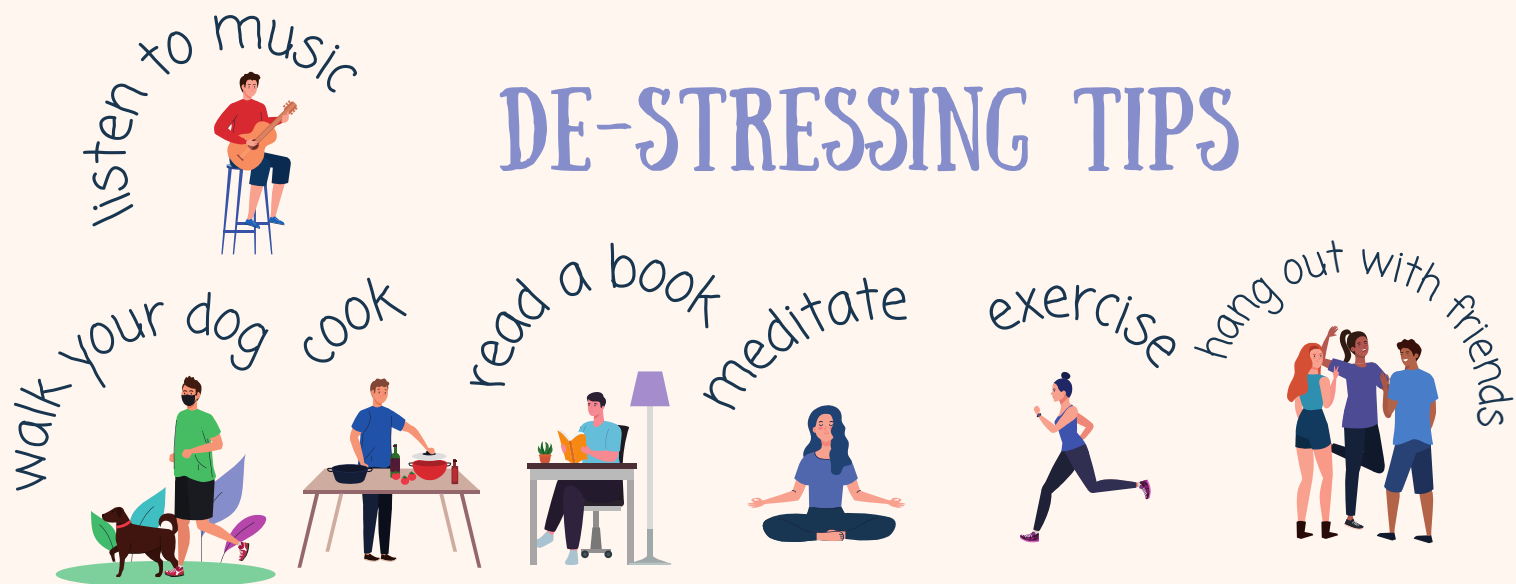 listen to music
DE-STRESSING TIPS
walk your dog
cook
read a book
meditate
exercise
hang out with friends